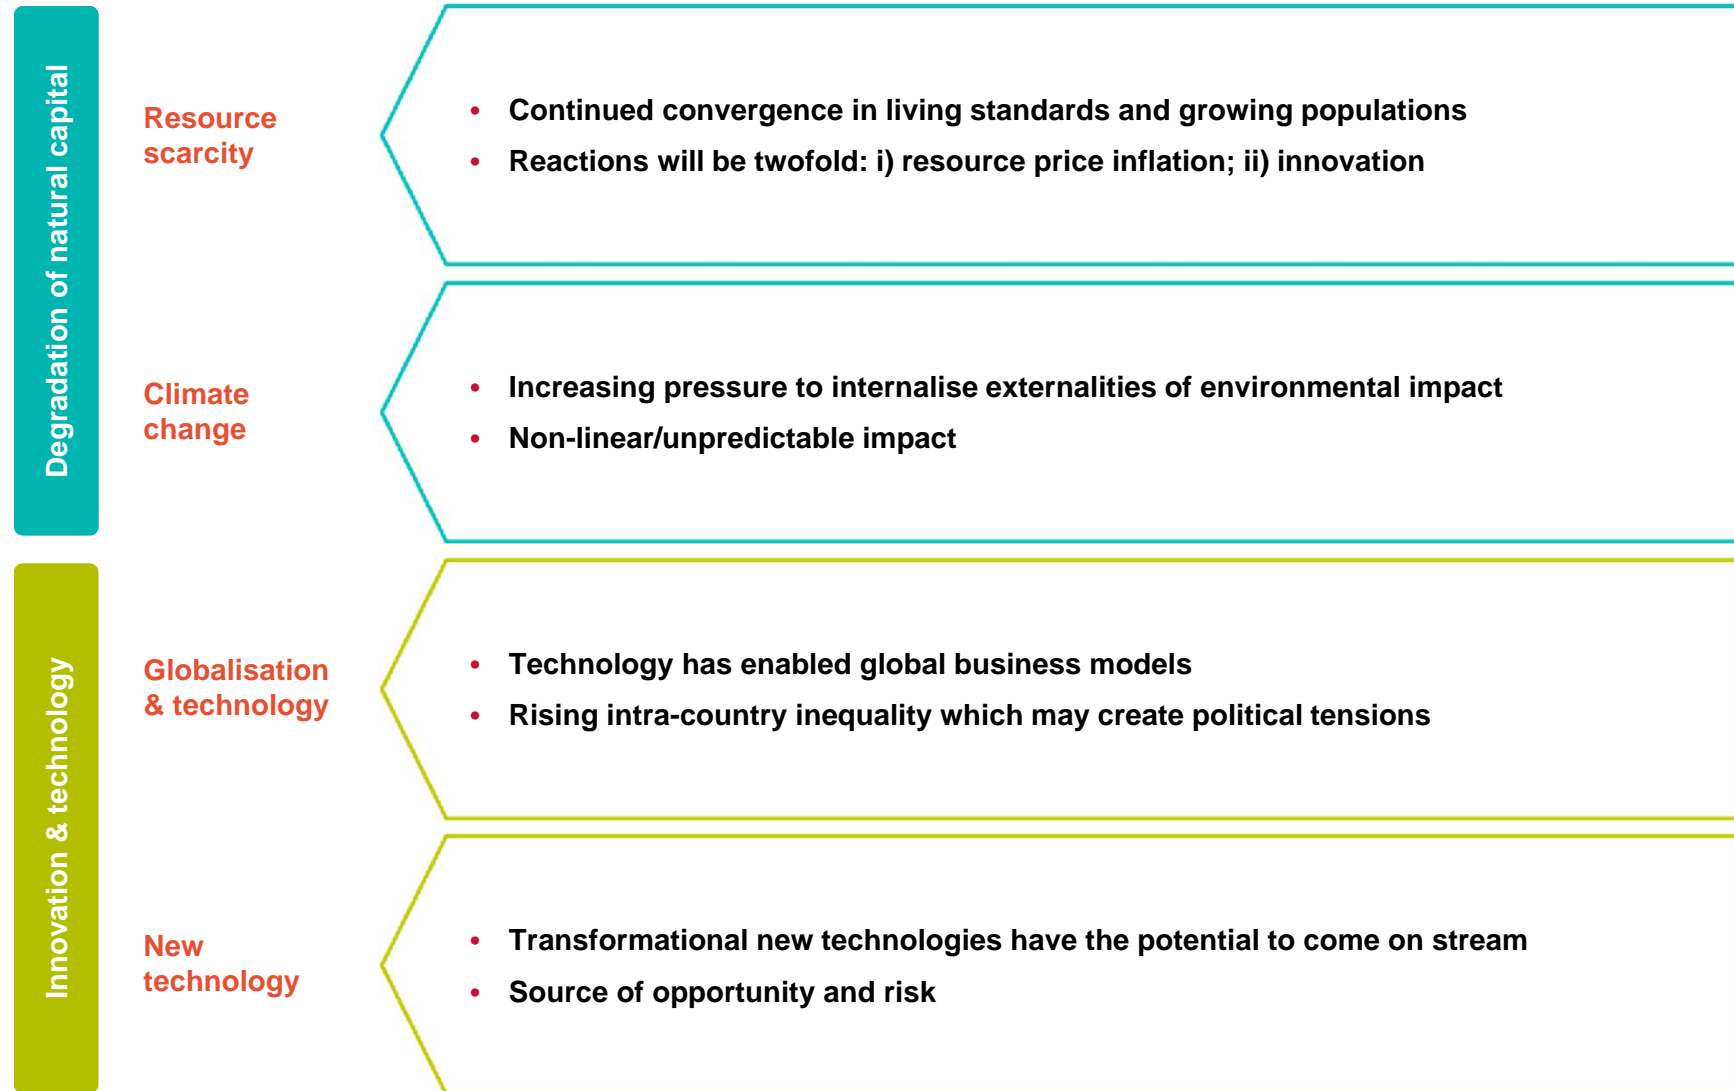 Degradation of natural capital
Resource
scarcity
• Continued convergence in living standards and growing populations
• Reactions will be twofold: i) resource price inflation; ii) innovation
Climate
change
• Increasing pressure to internalise externalities of environmental impact
• Non-linear/unpredictable impact
Innovation & technology
Globalisation
& technology
• Technology has enabled global business models
• Rising intra-country inequality which may create political tensions
New
technology
• Transformational new technologies have the potential to come on stream
• Source of opportunity and risk